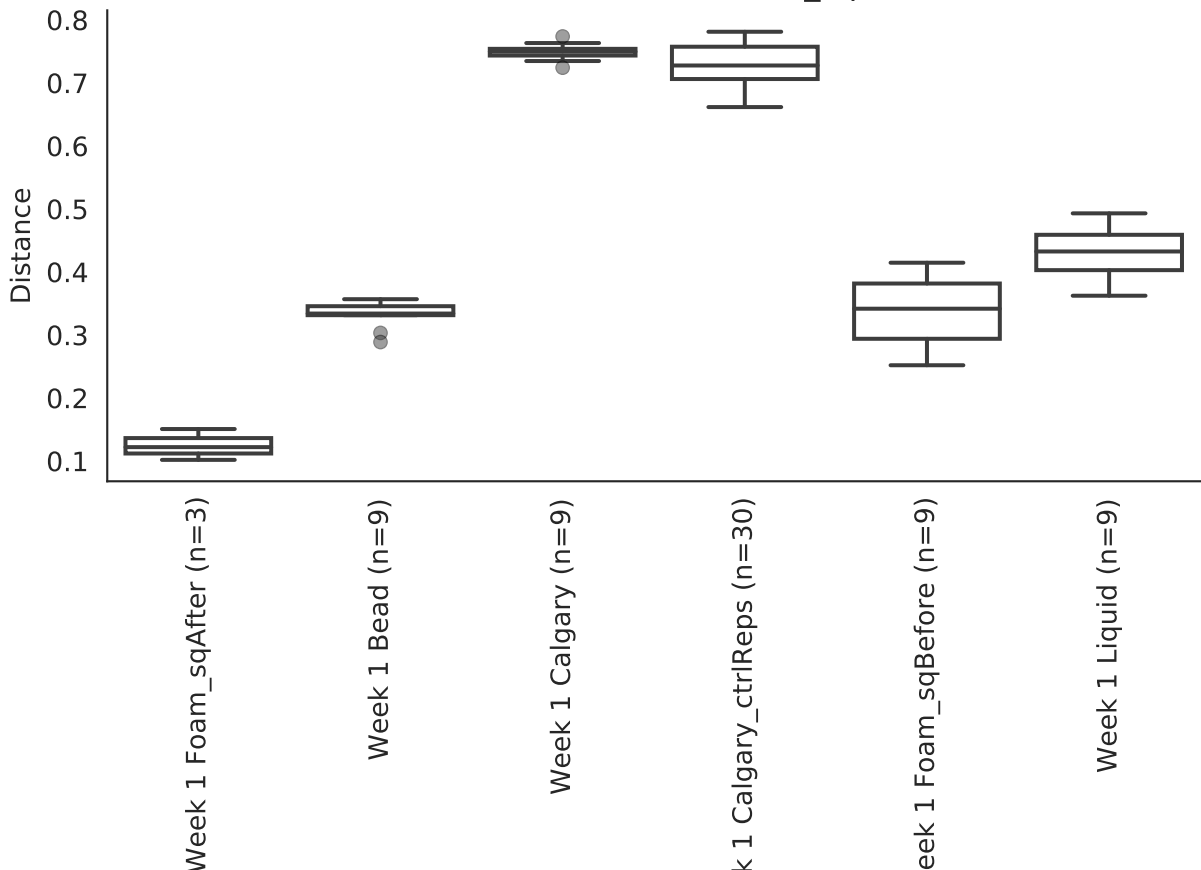 0.8
0.7
0.6
0.5
0.4
0.3
0.2
0.1
Distance
Week 1 Foam_sqAfter (n=3)
Week 1 Bead (n=9)
Week 1 Calgary (n=9)
k 1 Calgary_ctrlReps (n=30)
eek 1 Foam_sqBefore (n=9)
Week 1 Liquid (n=9)